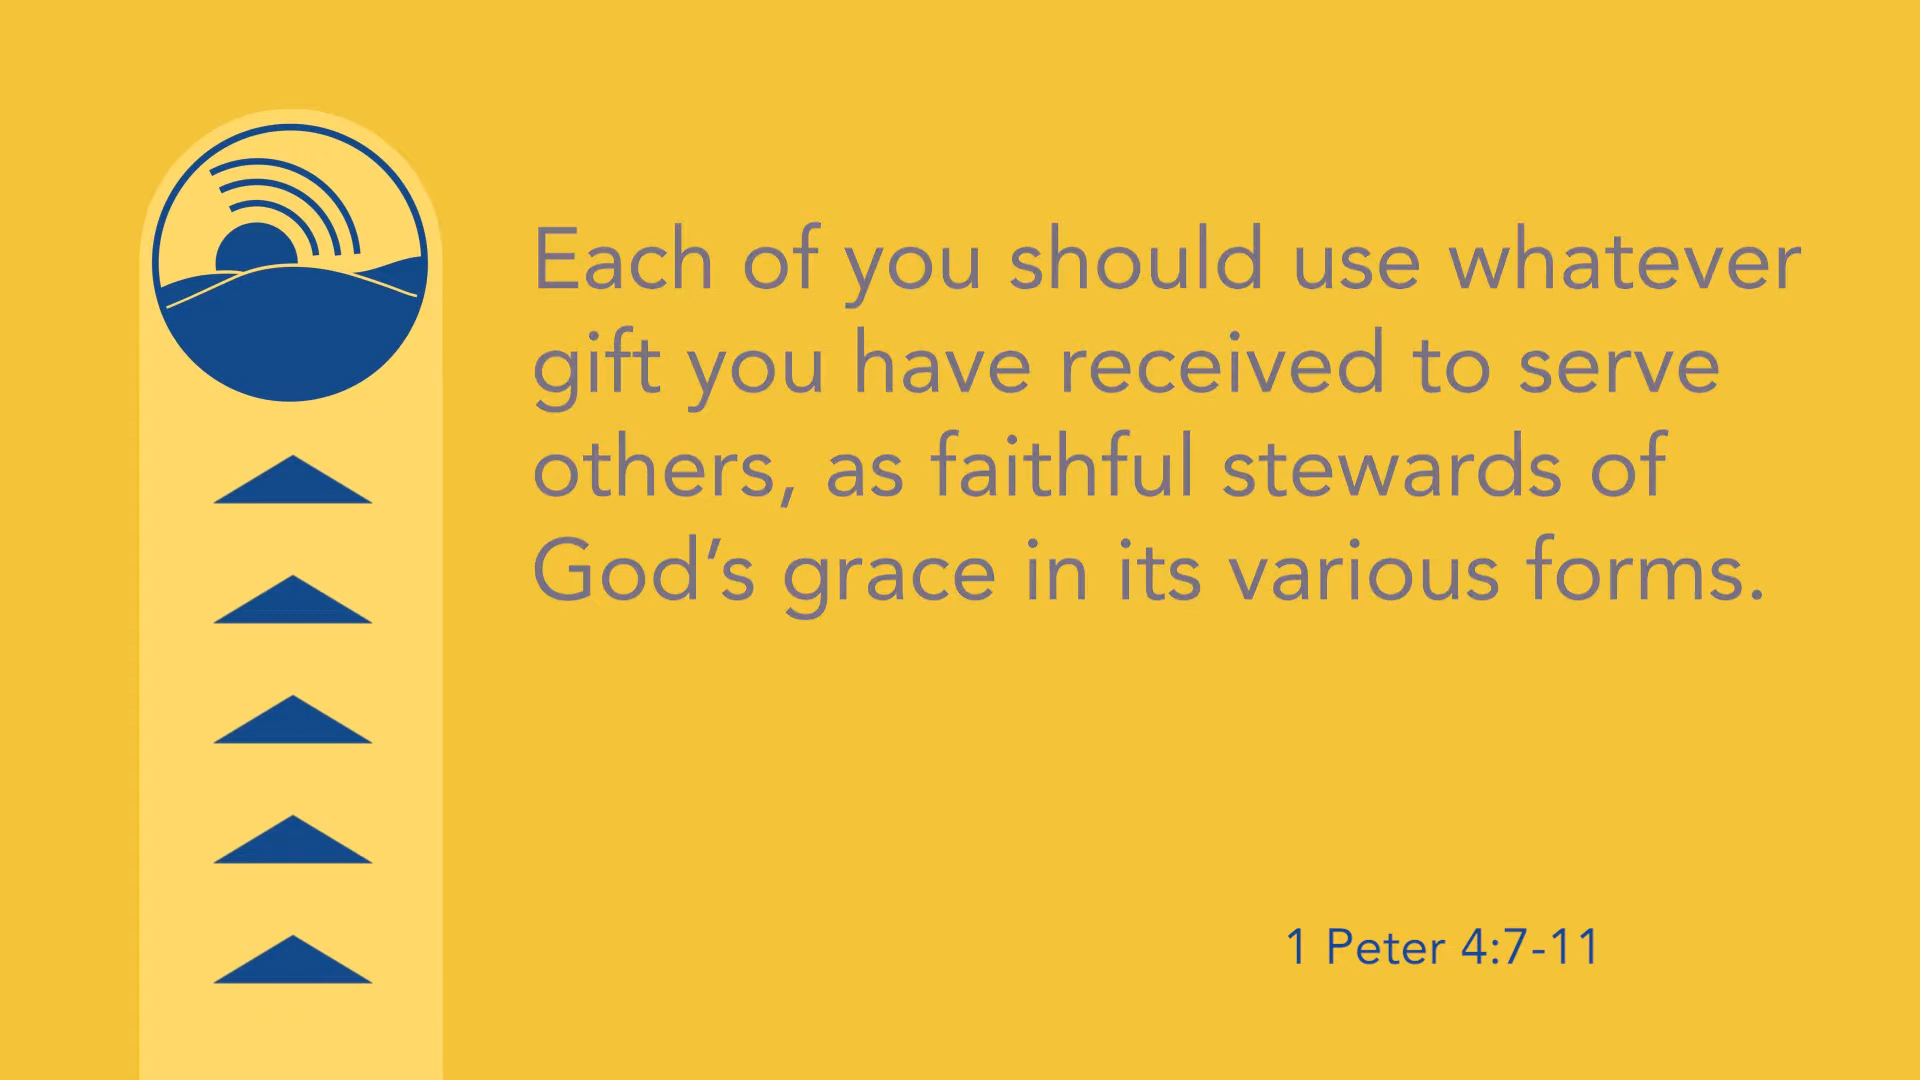 Each of you should use whatever
gift you have received to serve
others, as faithful stewards of
God’s grace in its various forms.
1 Peter 4:7-11